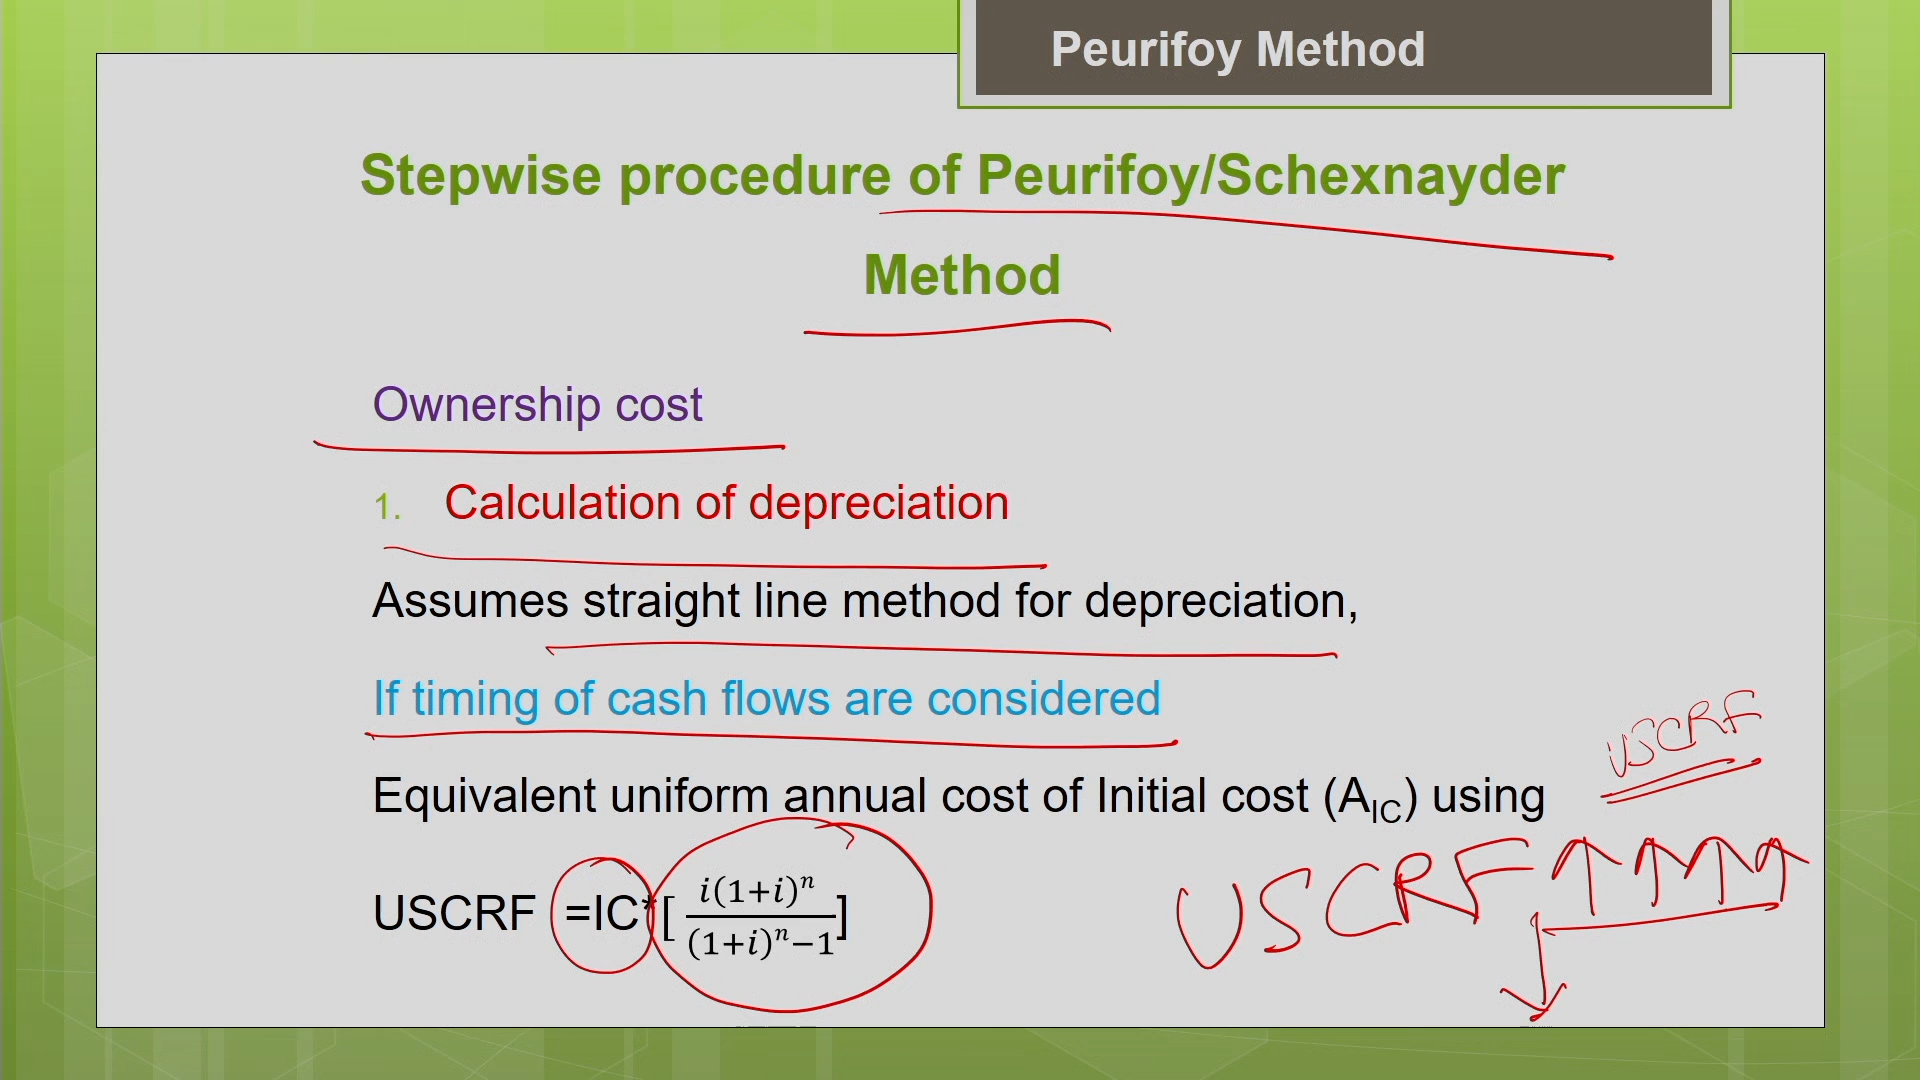 Peurifoy Method
Stepwise procedure of Peurifoy/Schexnayder
Method
Ownership cost
1. Calculation of depreciation
Assumes straight line method for depreciation,
If timing of cash flows are considered
USCRF
Equivalent uniform annual cost of Initial cost (A_IC) using
USCRF =IC*[ \frac{i(1+i)^n}{(1+i)^n−1}]
USCRF